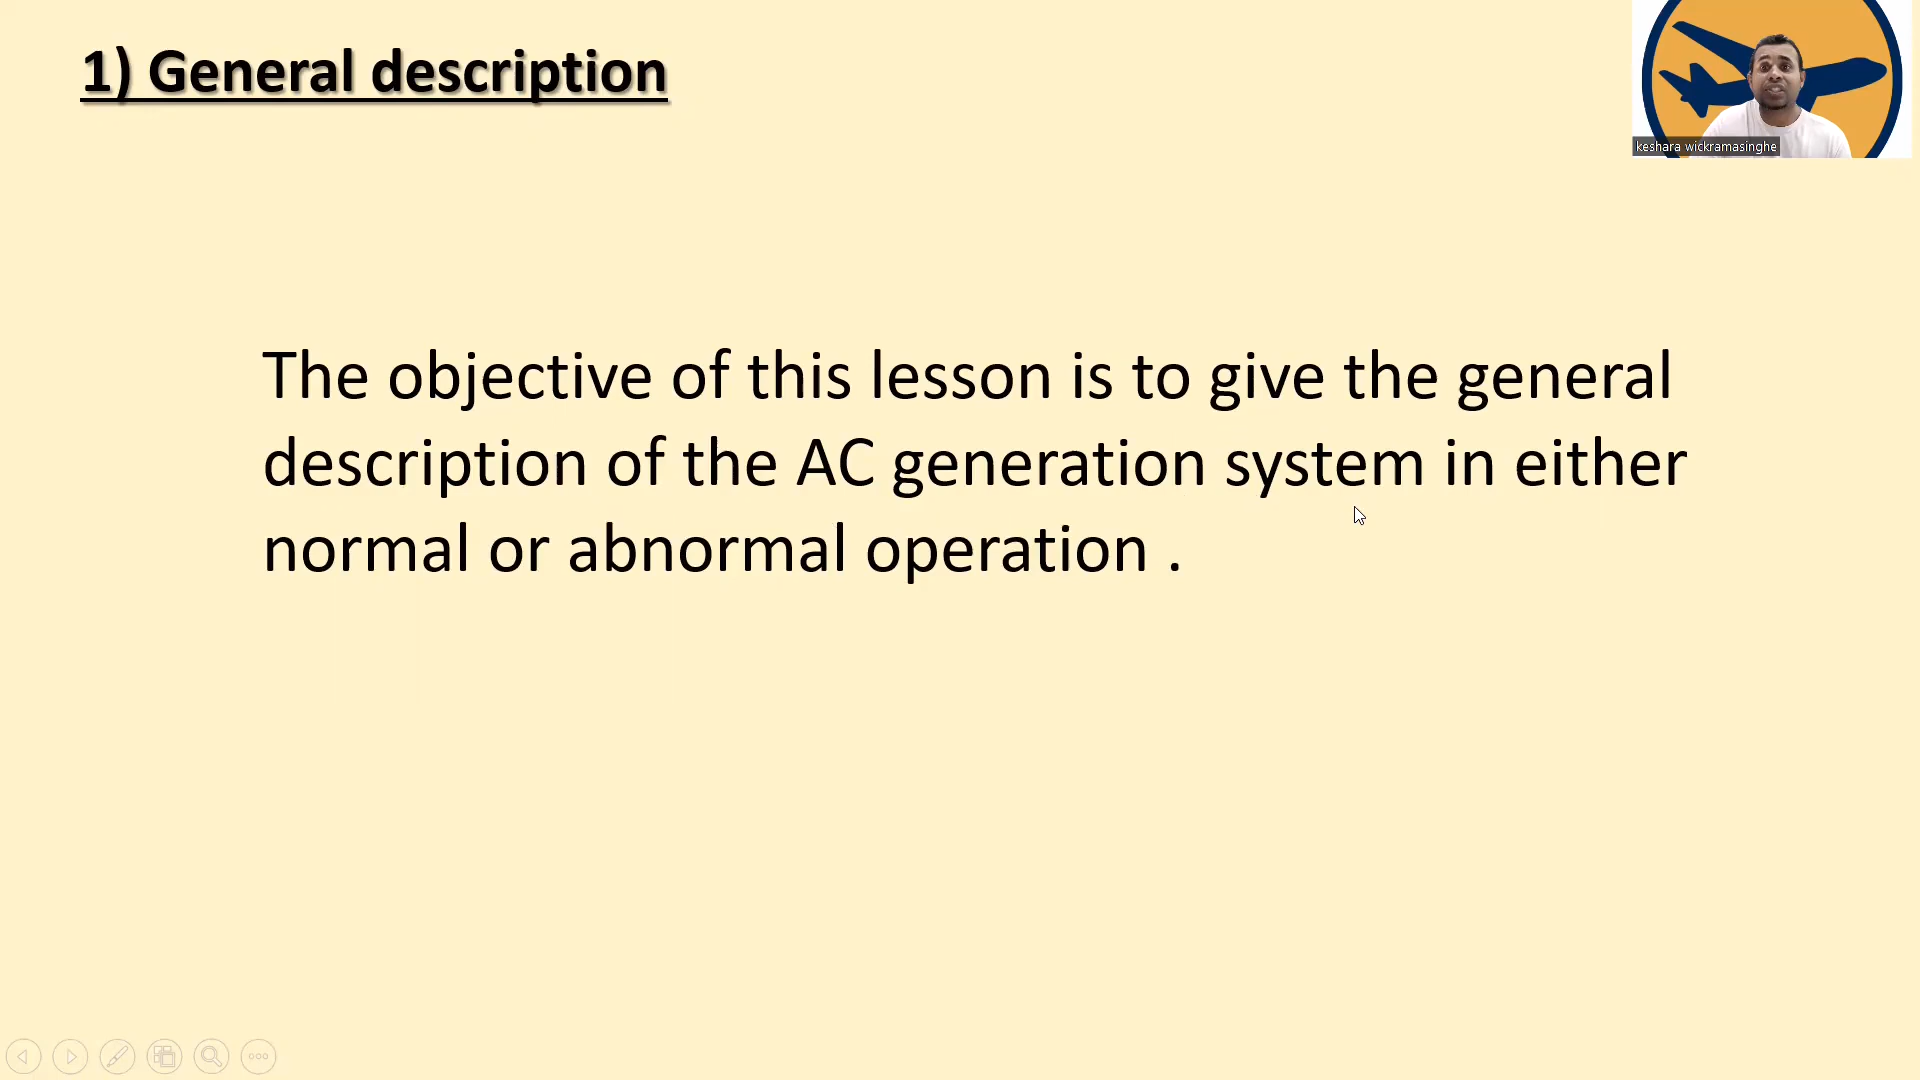 1) General description
keshara wickramasinghe
The objective of this lesson is to give the general
description of the AC generation system in either
normal or abnormal operation .